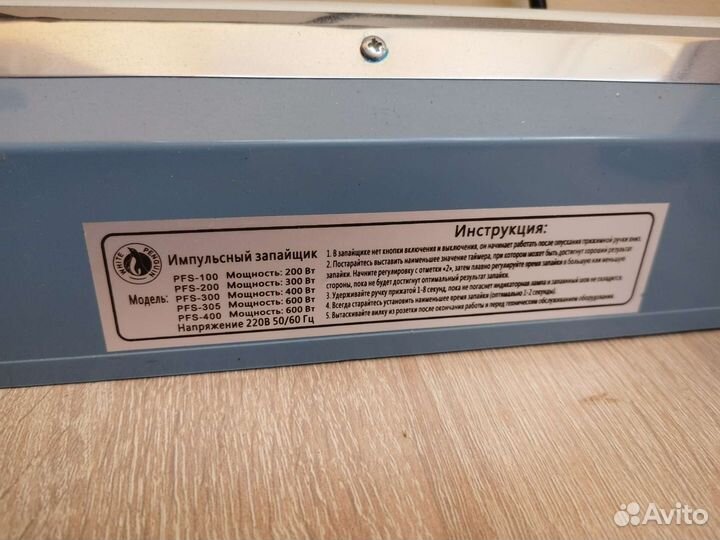 WHITE PENGUIN
Импульсный запайщик
Модель:
PFS-100 Мощность: 200 Вт
PFS-200 Мощность: 300 Вт
PFS-300 Мощность: 400 Вт
PFS-305 Мощность: 600 Вт
PFS-400 Мощность: 600 Вт
Напряжение 220В 50/60 Гц
Инструкция:
1. В запайщике нет кнопки включения и выключения, он начинает работать после опускания прижимной ручки вниз.
2. Постарайтесь выставить наименьшее значение таймера, при котором может быть достигнут хороший результат
запайки. Начните регулировку с отметки «2», затем плавно регулируйте время запайки в большую или меньшую
стороны, пока не будет достигнут оптимальный результат запайки.
3. Удерживайте ручку прижатой 1-8 секунд, пока не погаснет индикаторная лампа и запаянный шов не охладится.
4. Всегда старайтесь установить наименьшее время запайки (оптимально 1-2 секунды).
5. Вытаскивайте вилку из розетки после окончания работы и перед техническим обслуживанием оборудования.
Avito